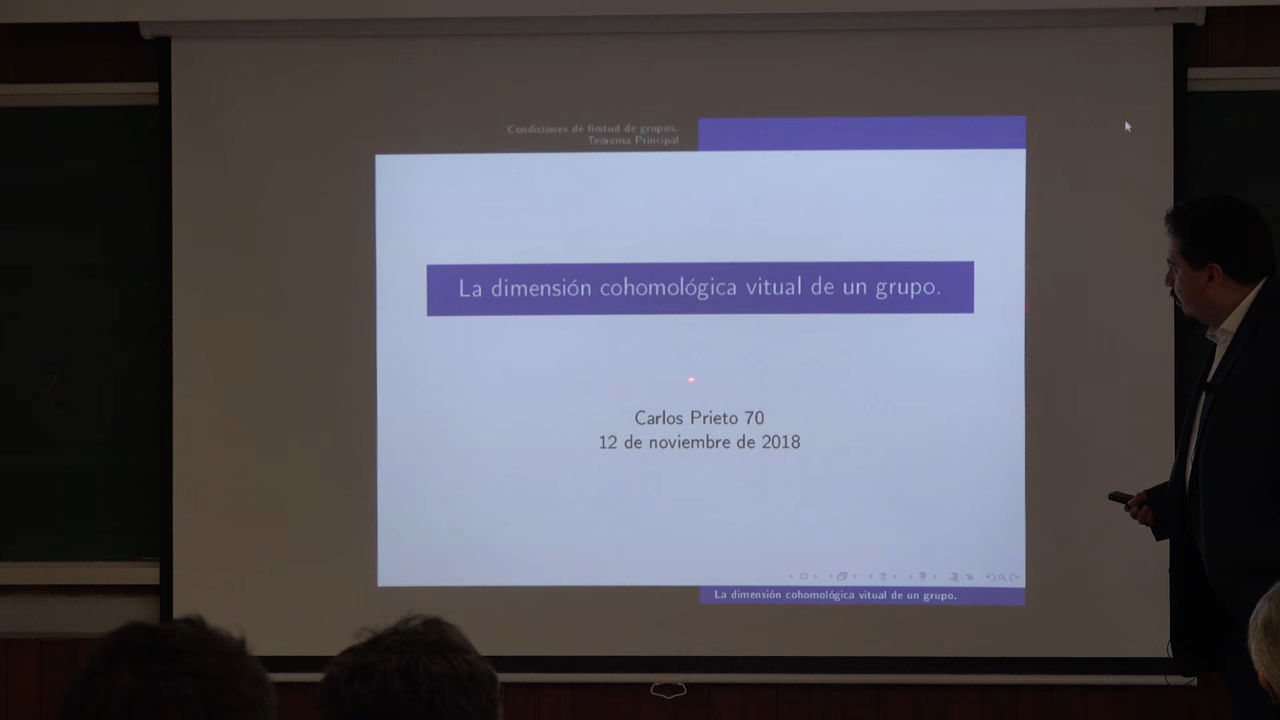 Condiciones de finitud de grupos.
Teorema Principal
La dimensión cohomológica vitual de un grupo.
Carlos Prieto 70
12 de noviembre de 2018
La dimensión cohomológica vitual de un grupo.